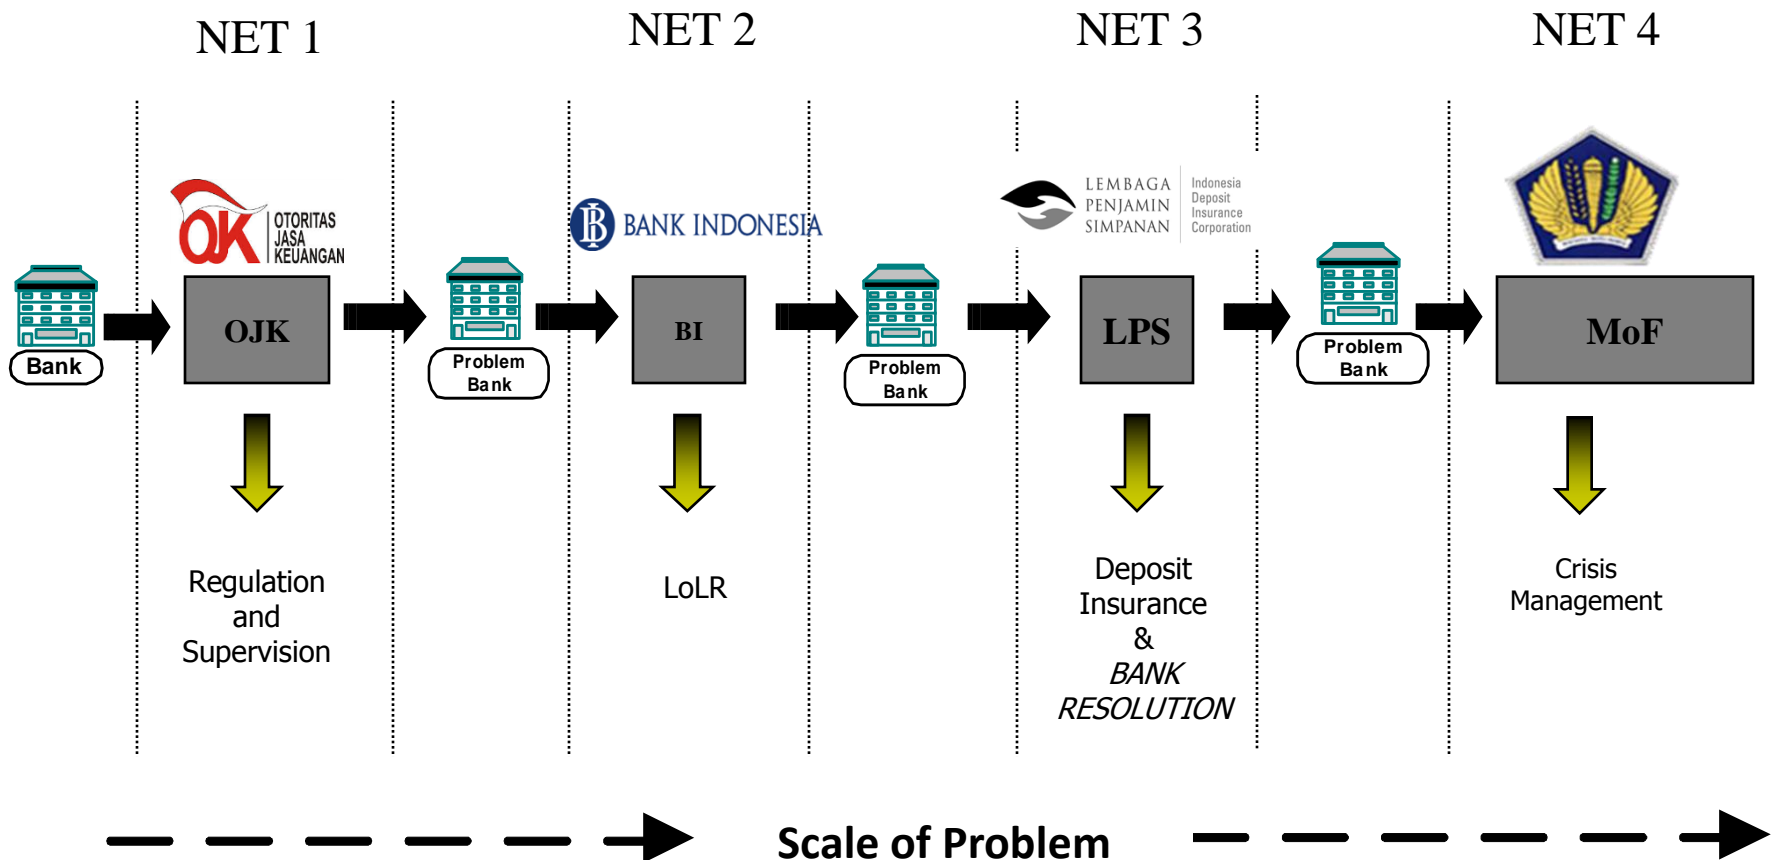 NET 1
NET 2
NET 3
NET 4
OJK
OTORITAS
JASA
KEUANGAN
BANK INDONESIA
LEMBAGA
PENJAMIN
SIMPANAN
Indonesia
Deposit
Insurance
Corporation
Bank
OJK
Problem
Bank
BI
Problem
Bank
LPS
Problem
Bank
MoF
Regulation
and
Supervision
LoLR
Deposit
Insurance
&
BANK
RESOLUTION
Crisis
Management
Scale of Problem